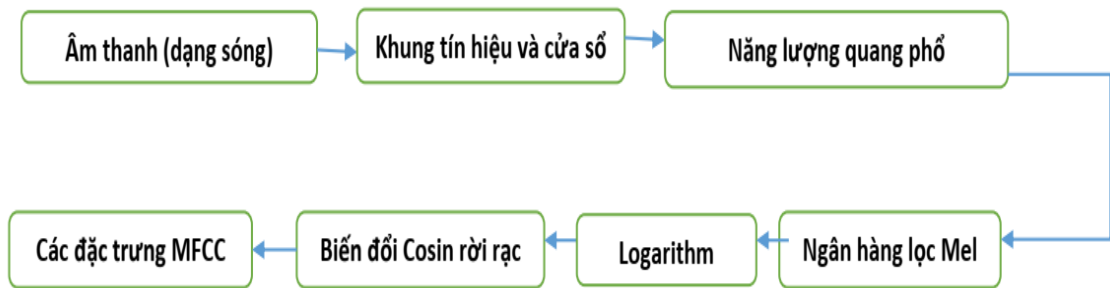 Âm thanh (dạng sóng)
Khung tín hiệu và cửa sổ
Năng lượng quang phổ
Ngân hàng lọc Mel
Logarithm
Biến đổi Cosin rời rạc
Các đặc trưng MFCC